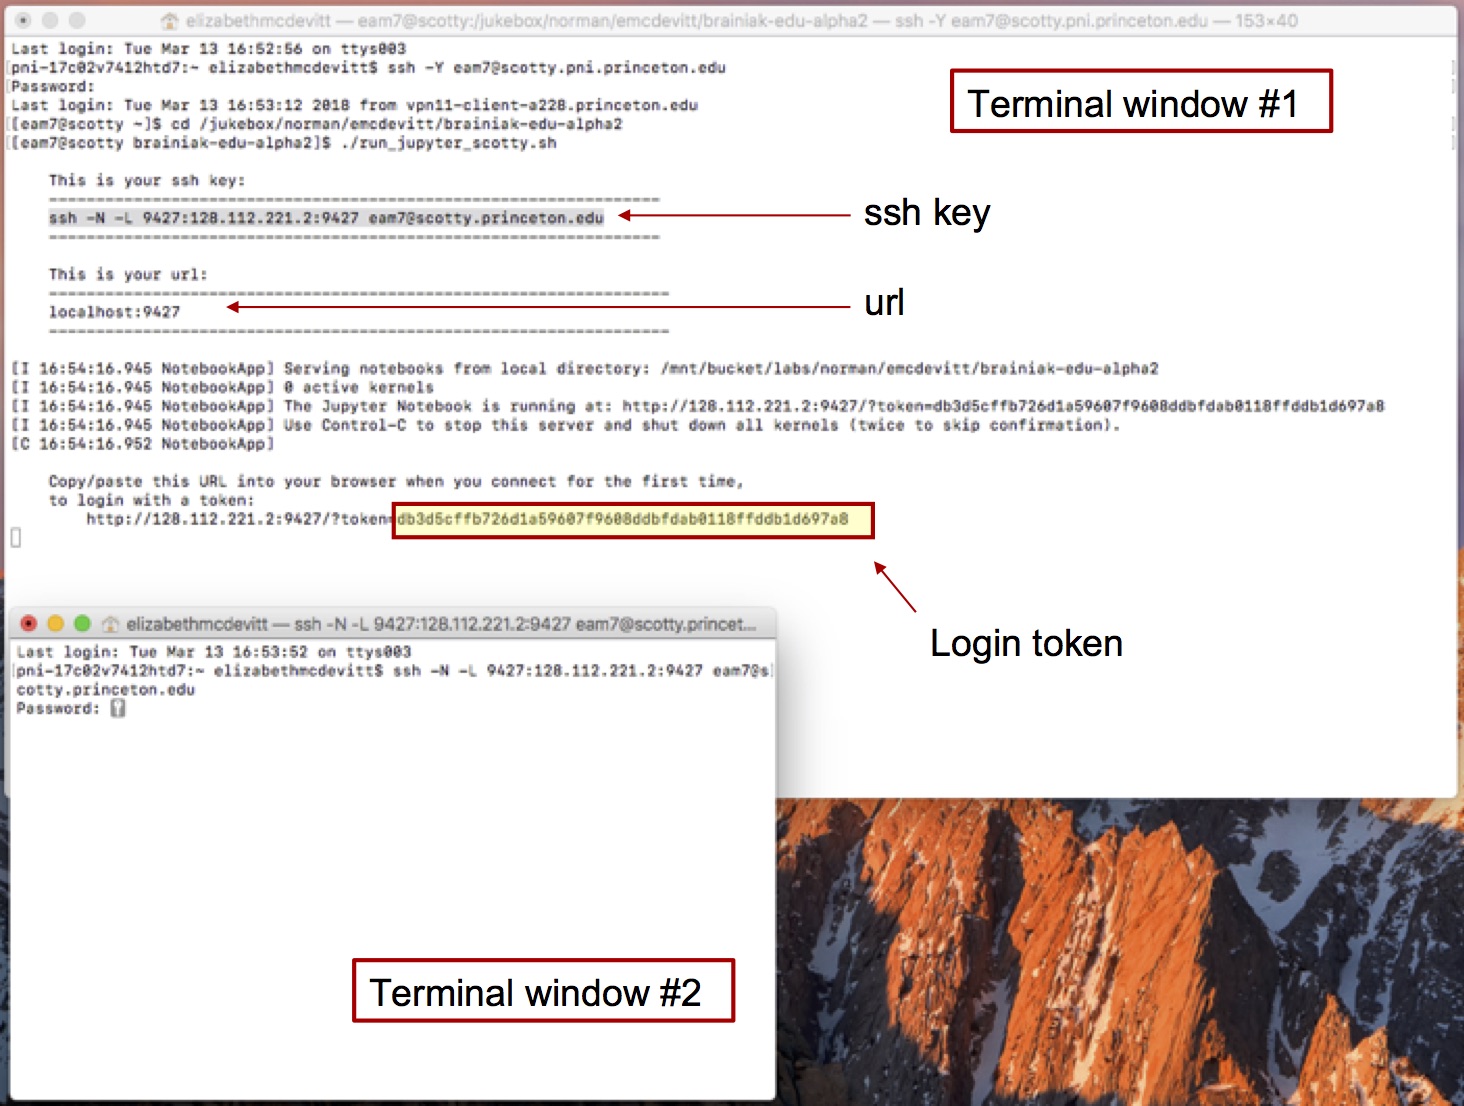 elizabethmcdevitt — eam7@scotty:/jukebox/norman/emcdevitt/brainiak-edu-alpha2 — ssh -Y eam7@scotty.pni.princeton.edu — 153×40
Last login: Tue Mar 13 16:52:56 on ttys003
[pni-17c02v7412htd7:~ elizabethmcdevitt$ ssh -Y eam7@scotty.pni.princeton.edu
[Password:
Last login: Tue Mar 13 16:53:12 2018 from vpn11-client-a228.princeton.edu
[[eam7@scotty ~]$ cd /jukebox/norman/emcdevitt/brainiak-edu-alpha2
[[eam7@scotty brainiak-edu-alpha2]$ ./run_jupyter_scotty.sh
Terminal window #1
This is your ssh key:
-----------------------------------------------------------------
ssh -N -L 9427:128.112.221.2:9427 eam7@scotty.princeton.edu
ssh key
-----------------------------------------------------------------
This is your url:
------------------------------------------------------------------
localhost:9427
url
------------------------------------------------------------------
[I 16:54:16.945 NotebookApp] Serving notebooks from local directory: /mnt/bucket/labs/norman/emcdevitt/brainiak-edu-alpha2
[I 16:54:16.945 NotebookApp] 0 active kernels
[I 16:54:16.945 NotebookApp] The Jupyter Notebook is running at: http://128.112.221.2:9427/?token=db3d5cffb726d1a59607f9608ddbfdab0118ffddb1d697a8
[I 16:54:16.945 NotebookApp] Use Control-C to stop this server and shut down all kernels (twice to skip confirmation).
[C 16:54:16.952 NotebookApp]
Copy/paste this URL into your browser when you connect for the first time,
to login with a token:
http://128.112.221.2:9427/?token=db3d5cffb726d1a59607f9608ddbfdab0118ffddb1d697a8
Login token
elizabethmcdevitt — ssh -N -L 9427:128.112.221.2:9427 eam7@scotty.princet...
Last login: Tue Mar 13 16:53:52 on ttys003
[pni-17c02v7412htd7:~ elizabethmcdevitt$ ssh -N -L 9427:128.112.221.2:9427 eam7@s]
cotty.princeton.edu
Password:
Terminal window #2